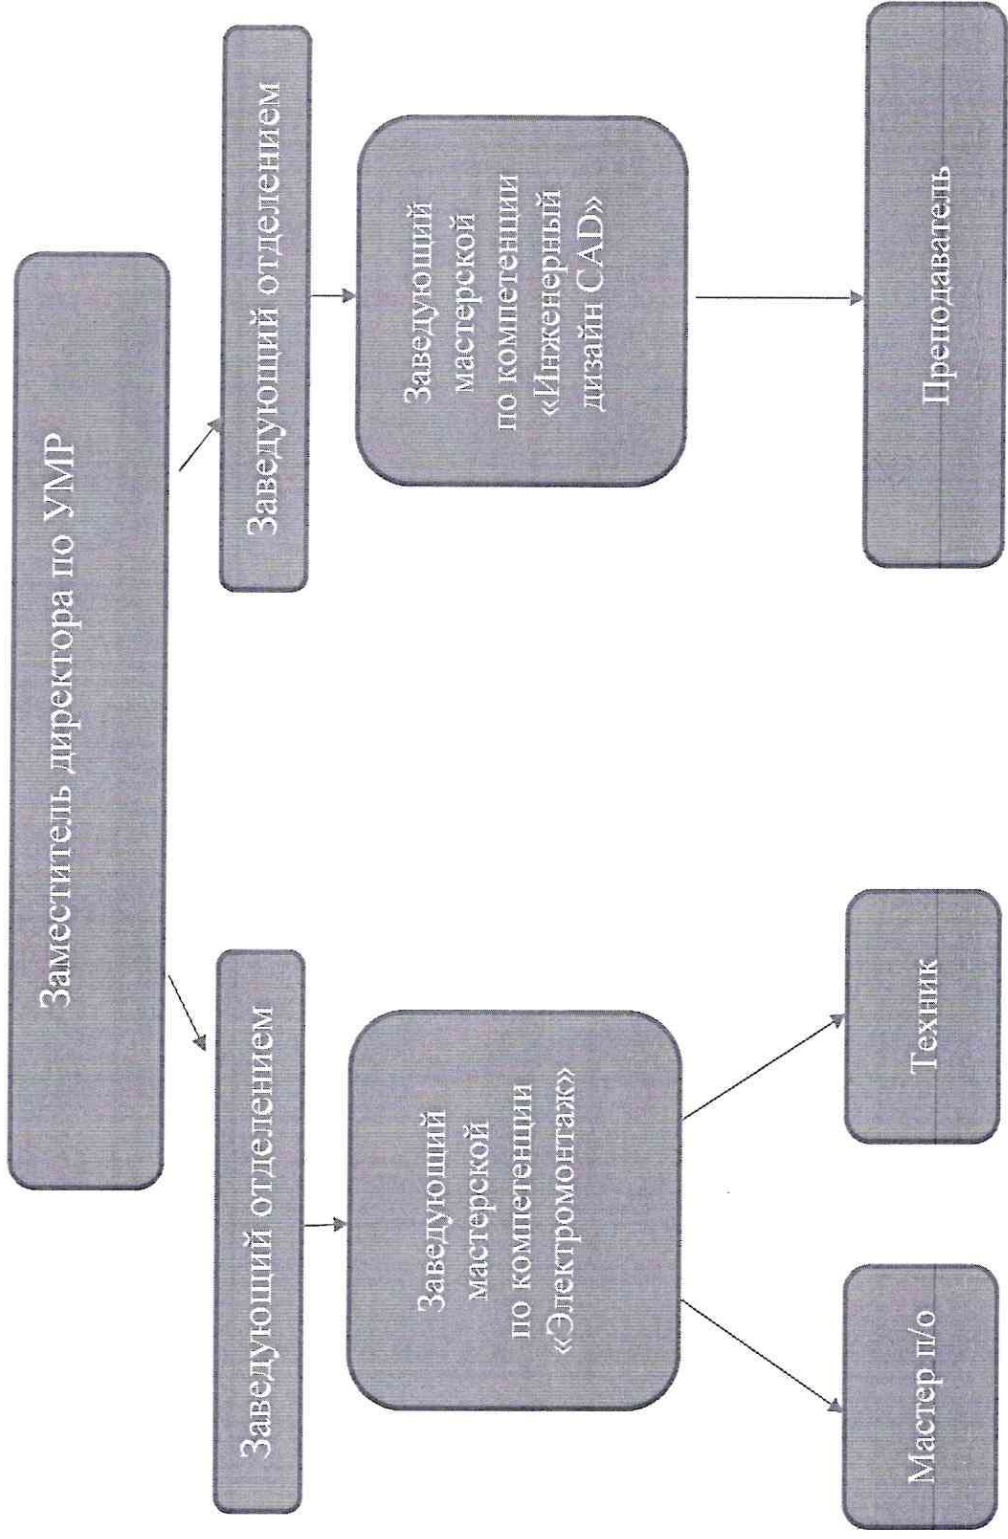 Заместитель директора по УМР
Заведующий отделением
Заведующий отделением
Заведующий
мастерской
по компетенции
«Электромонтаж»
Заведующий
мастерской
по компетенции
«Инженерный
дизайн CAD»
Мастер п/о
Техник
Преподаватель